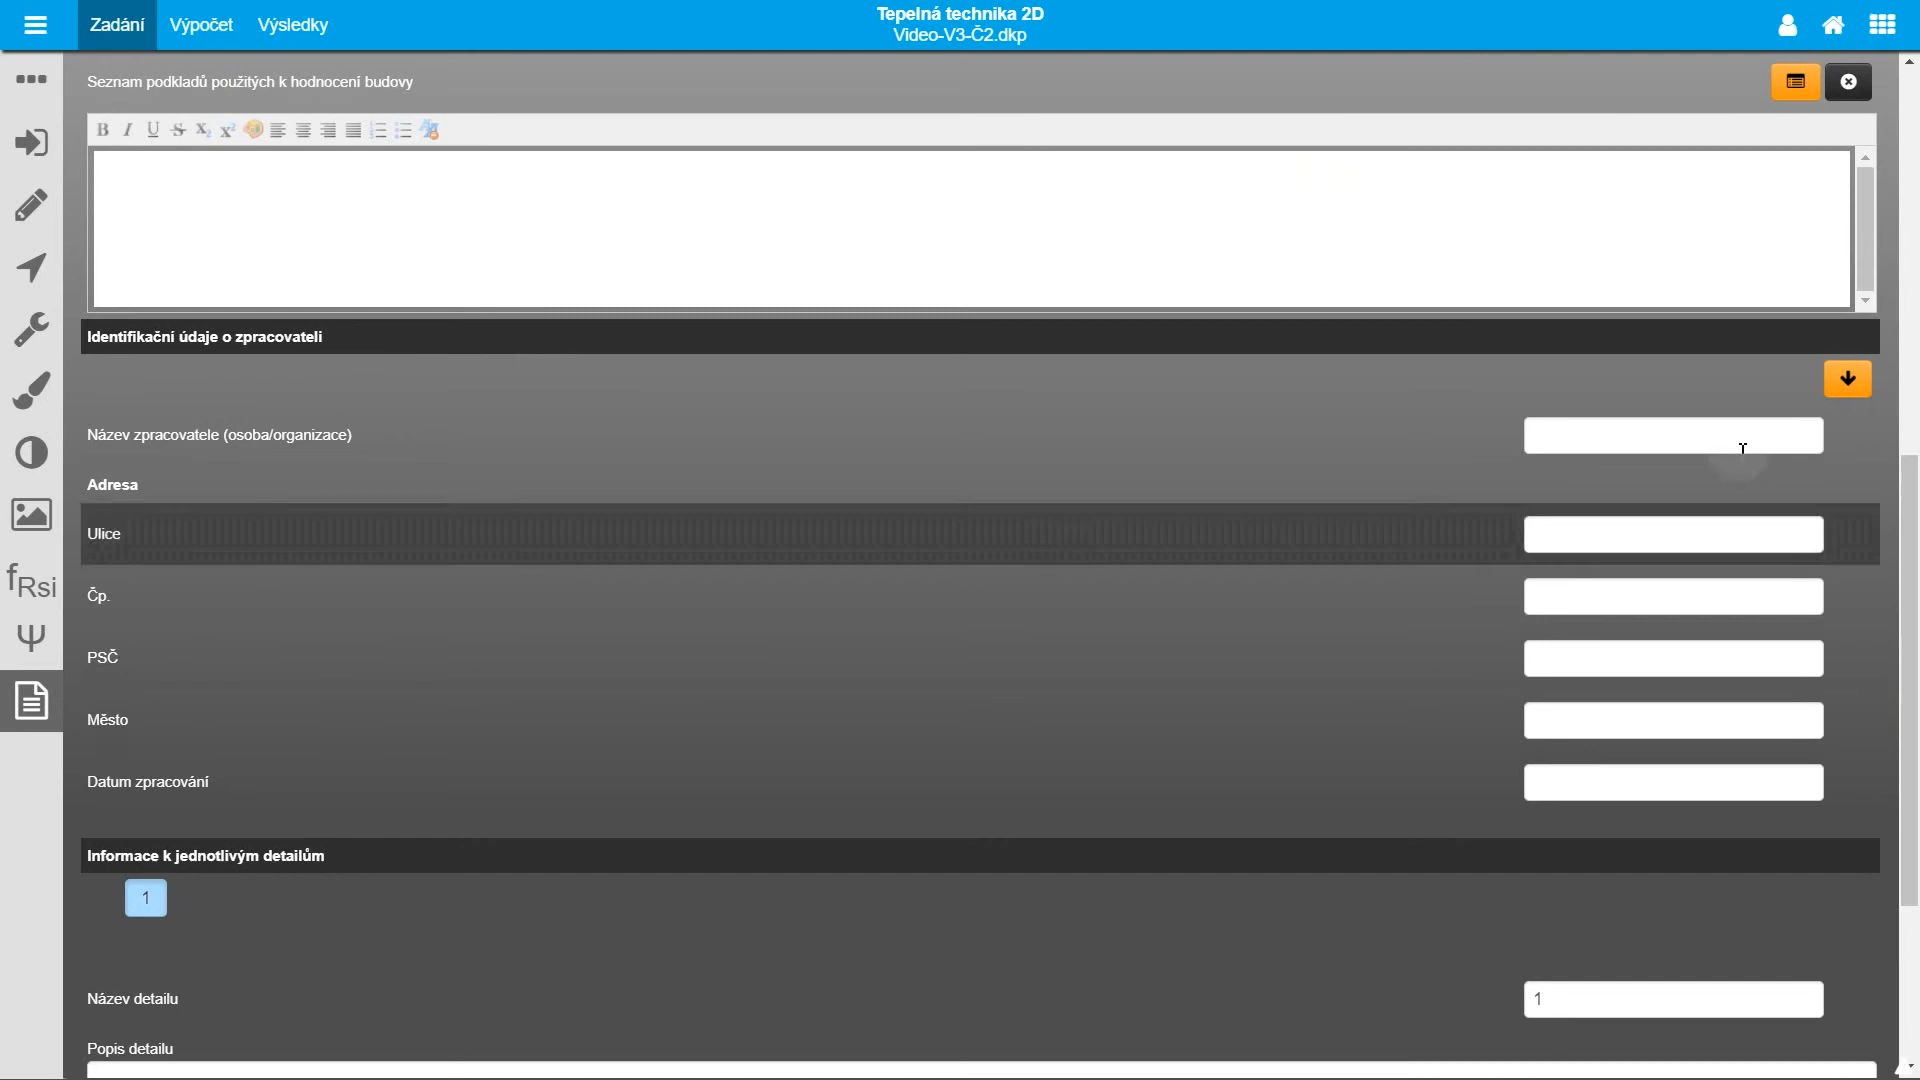 Zadání Výpočet Výsledky
Tepelná technika 2D
Video-V3-Č2.dkp
Seznam podkladů použitých k hodnocení budovy
B I U S X₂ X²
Identifikační údaje o zpracovateli
Název zpracovatele (osoba/organizace)
Adresa
Ulice
Čp.
PSČ
Město
Datum zpracování
fRsi
Ψ
Informace k jednotlivým detailům
1
Název detailu 1
Popis detailu